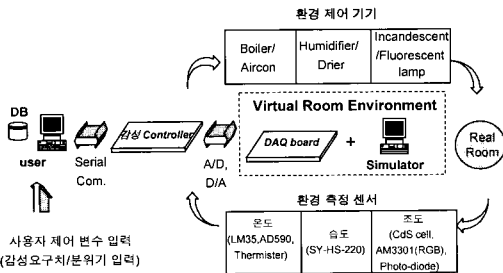 환경 제어 기기
Boiler/
Aircon
Humidifier/
Drier
Incandescent
/Fluorescent
lamp
DB
user
Serial
Com.
감성 Controller
A/D,
D/A
Virtual Room Environment
DAQ board
+
Simulator
Real
Room
환경 측정 센서
온도
(LM35,AD590,
Thermister)
습도
(SY-HS-220)
조도
(CdS cell,
AM3301(RGB),
Photo-diode)
사용자 제어 변수 입력
(감성요구치/분위기 입력)